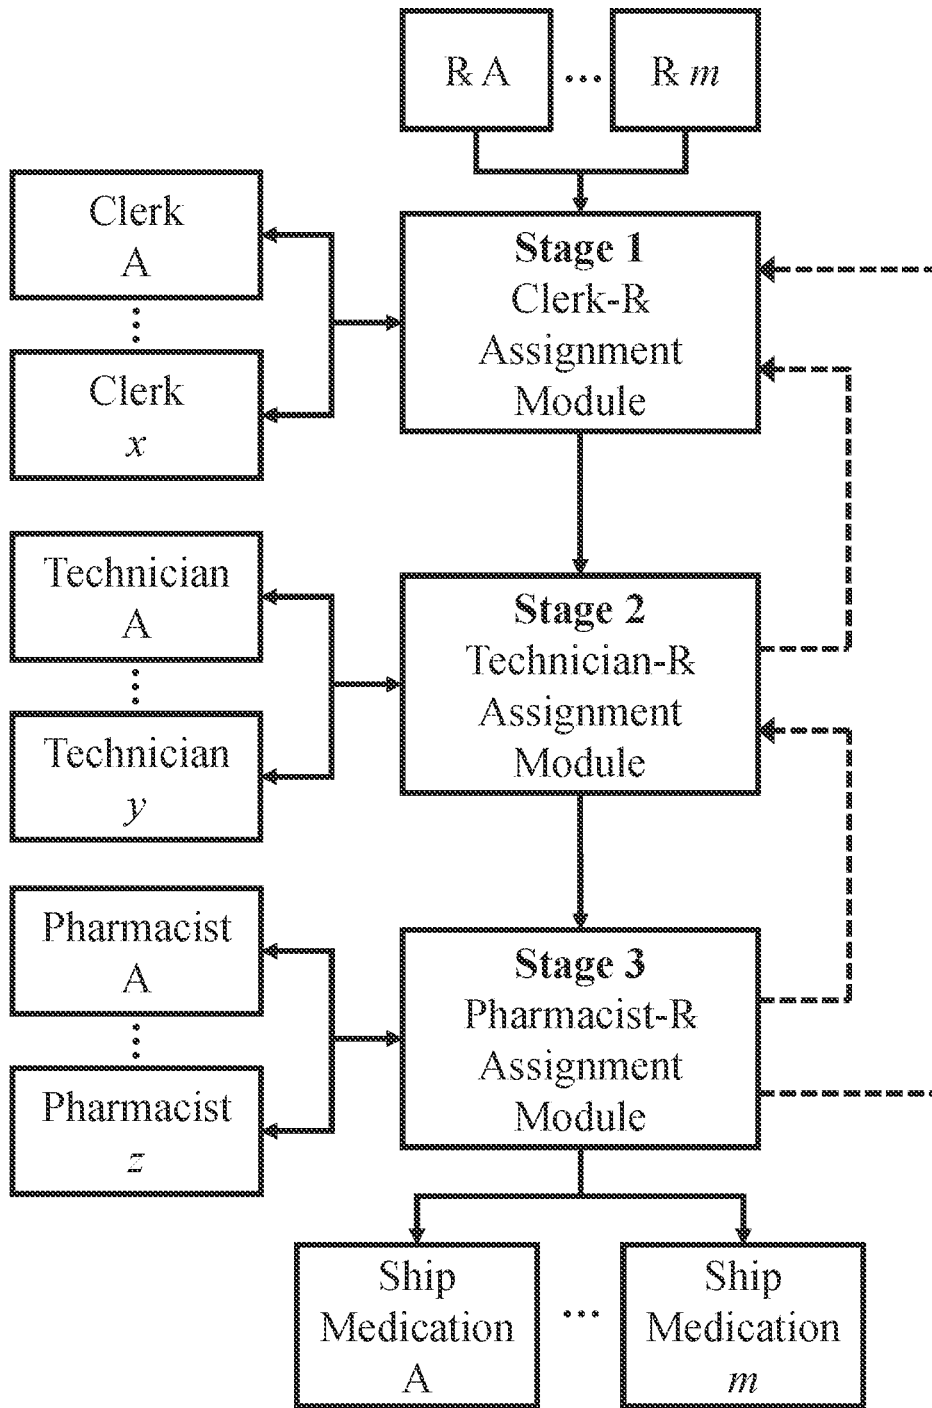 ℞ A
...
℞ m
Clerk
A
Clerk
x
Stage 1
Clerk-℞
Assignment
Module
Technician
A
Technician
y
Stage 2
Technician-℞
Assignment
Module
Pharmacist
A
Pharmacist
z
Stage 3
Pharmacist-℞
Assignment
Module
Ship
Medication
A
...
Ship
Medication
m